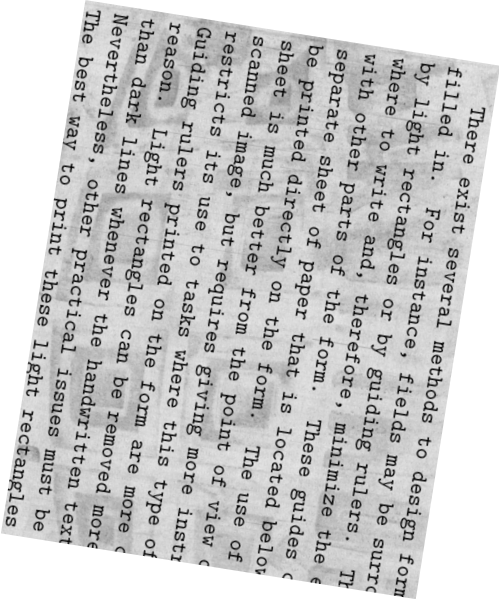 There exist several methods to design form
filled in. For instance, fields may be surro
by light rectangles or by guiding rulers. Th
where to write and, therefore, minimize the e
with other parts of the form. These guides c
separate sheet of paper that is located below
be printed directly on the form. The use of
sheet is much better from the point of view o
scanned image, but requires giving more instr
restricts its use to tasks where this type of
Guiding rulers printed on the form are more c
reason. Light rectangles can be removed more
than dark lines whenever the handwritten text
Nevertheless, other practical issues must be
The best way to print these light rectangles